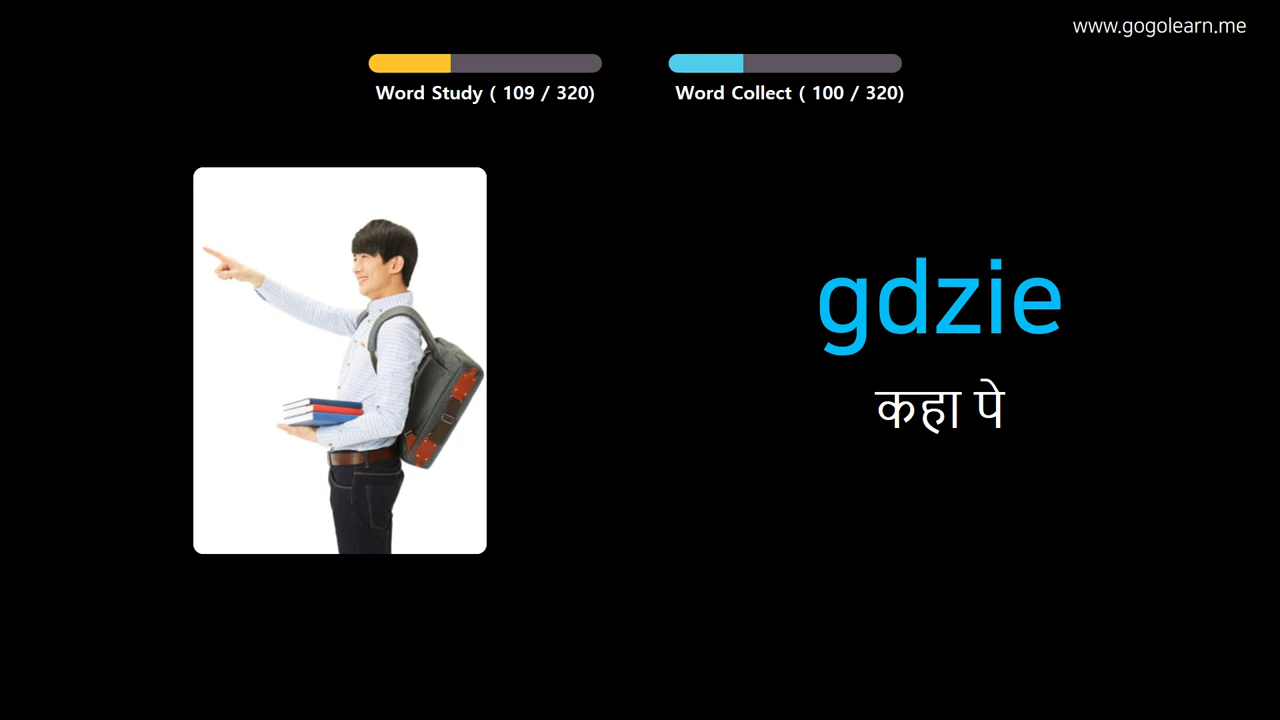 www.gogolearn.me
Word Study ( 109 / 320)
Word Collect ( 100 / 320)
gdzie
कहा पे